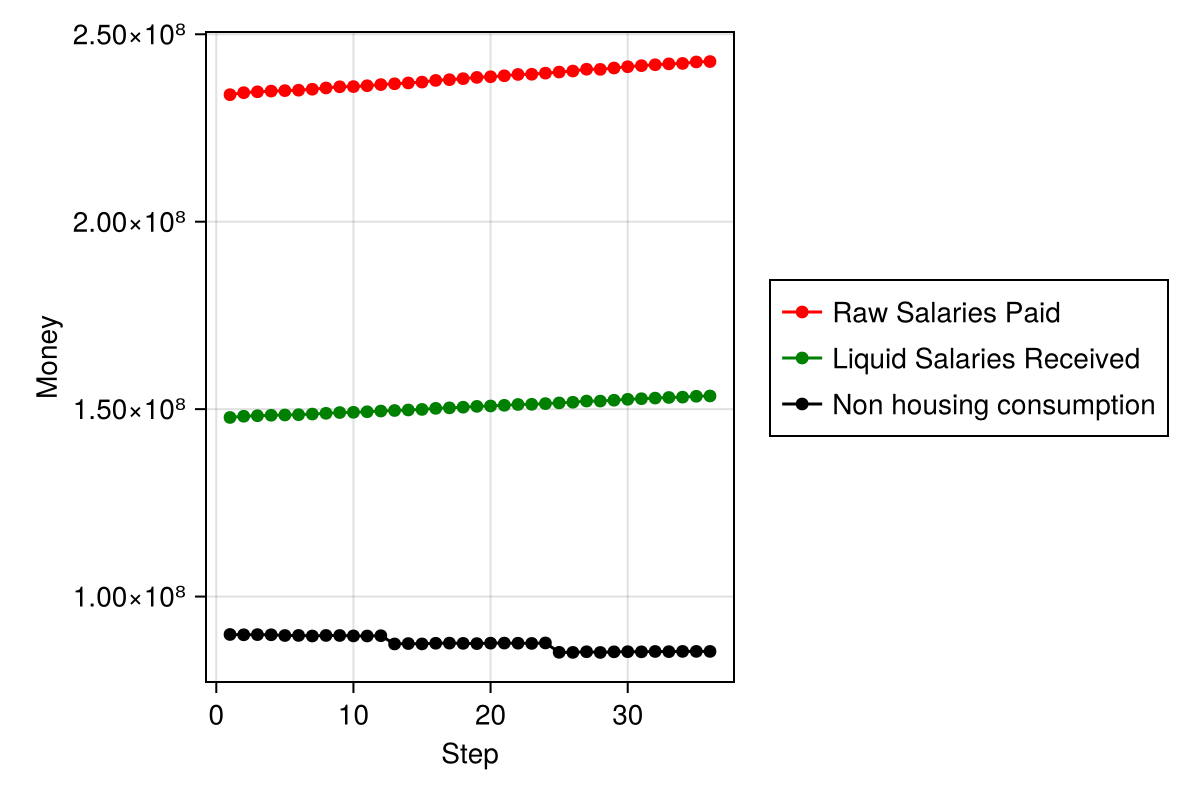 2.50×10⁸
2.00×10⁸
1.50×10⁸
1.00×10⁸
Money
0 10 20 30
Step
Raw Salaries Paid
Liquid Salaries Received
Non housing consumption